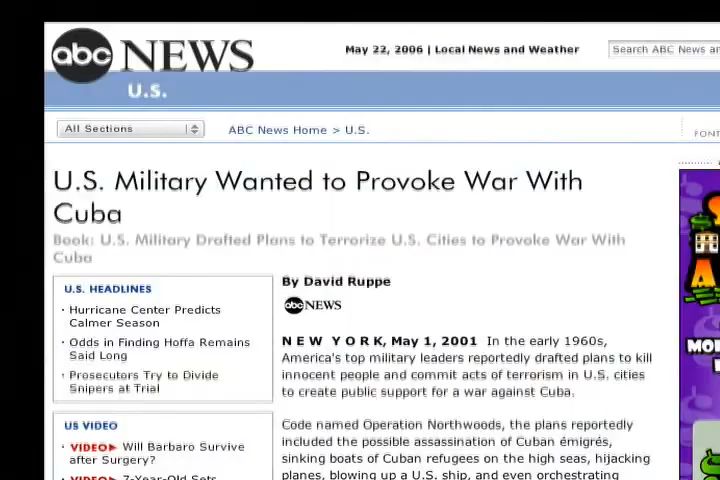 abc NEWS
May 22, 2006 | Local News and Weather
Search ABC News an
U.S.
All Sections
ABC News Home > U.S.
FONT
U.S. Military Wanted to Provoke War With
Cuba
Book: U.S. Military Drafted Plans to Terrorize U.S. Cities to Provoke War With
Cuba
U.S. HEADLINES
· Hurricane Center Predicts
Calmer Season
· Odds in Finding Hoffa Remains
Said Long
· Prosecutors Try to Divide
Snipers at Trial
US VIDEO
· VIDEO Will Barbaro Survive
after Surgery?
· VIDEO 7-Year-Old Sets
By David Ruppe
abc NEWS
N E W Y O R K, May 1, 2001 In the early 1960s,
America's top military leaders reportedly drafted plans to kill
innocent people and commit acts of terrorism in U.S. cities
to create public support for a war against Cuba.
Code named Operation Northwoods, the plans reportedly
included the possible assassination of Cuban émigrés,
sinking boats of Cuban refugees on the high seas, hijacking
planes, blowing up a U.S. ship, and even orchestrating